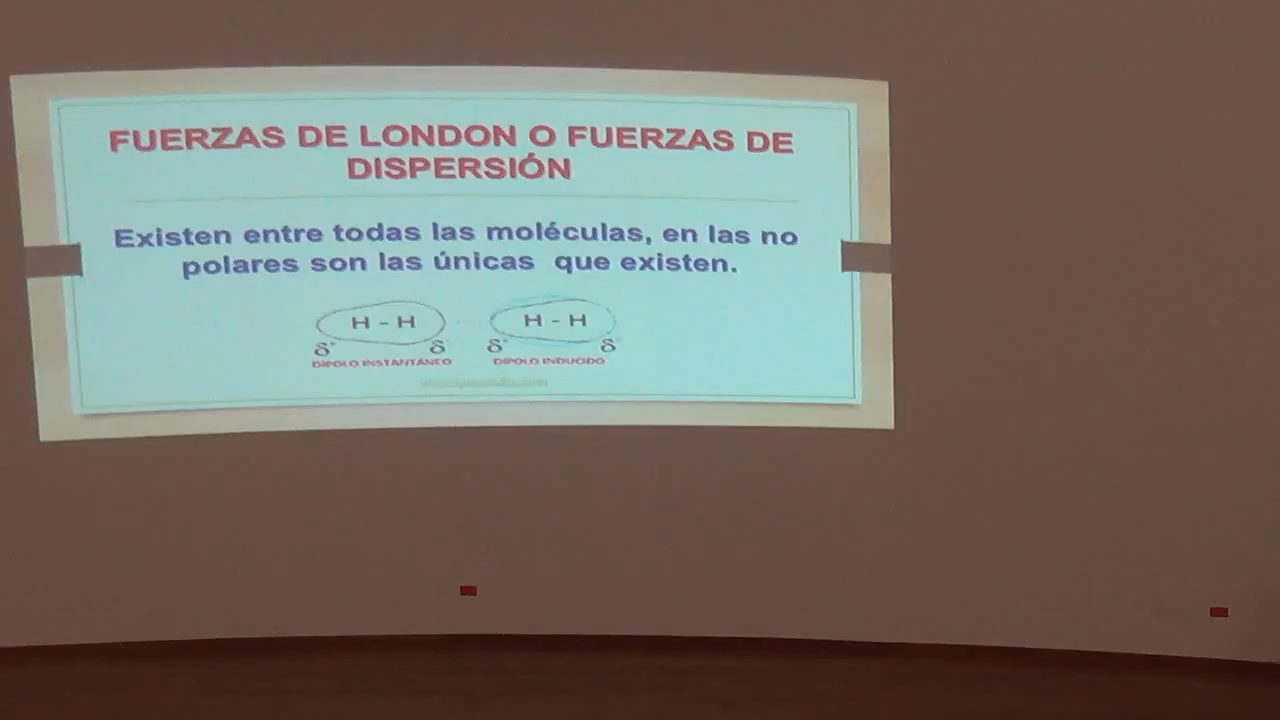 FUERZAS DE LONDON O FUERZAS DE
DISPERSIÓN
Existen entre todas las moléculas, en las no
polares son las únicas que existen.
H - H H - H
δ⁺ δ⁻ δ⁺ δ⁻
DIPOLO INSTANTÁNEO DIPOLO INDUCIDO